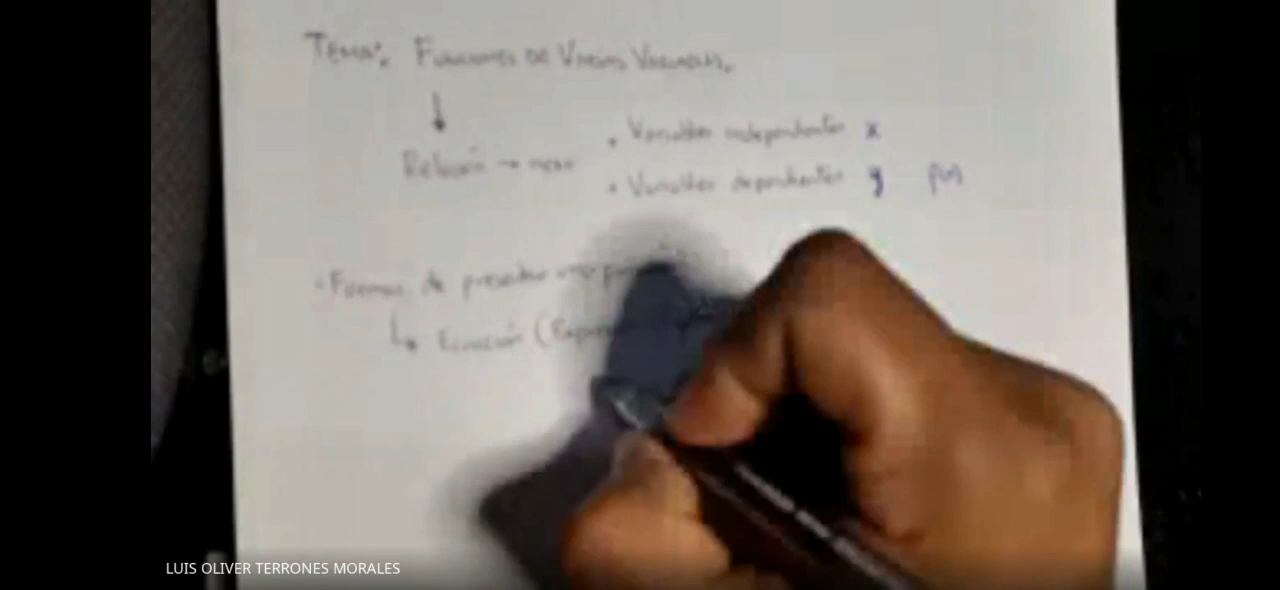 Tema: Funciones de Varias Variables.
Relación → nexo
• Variables independientes x
• Variables dependientes y f(x)
- Formas de presentar una
↳ Ecuación (
LUIS OLIVER TERRONES MORALES